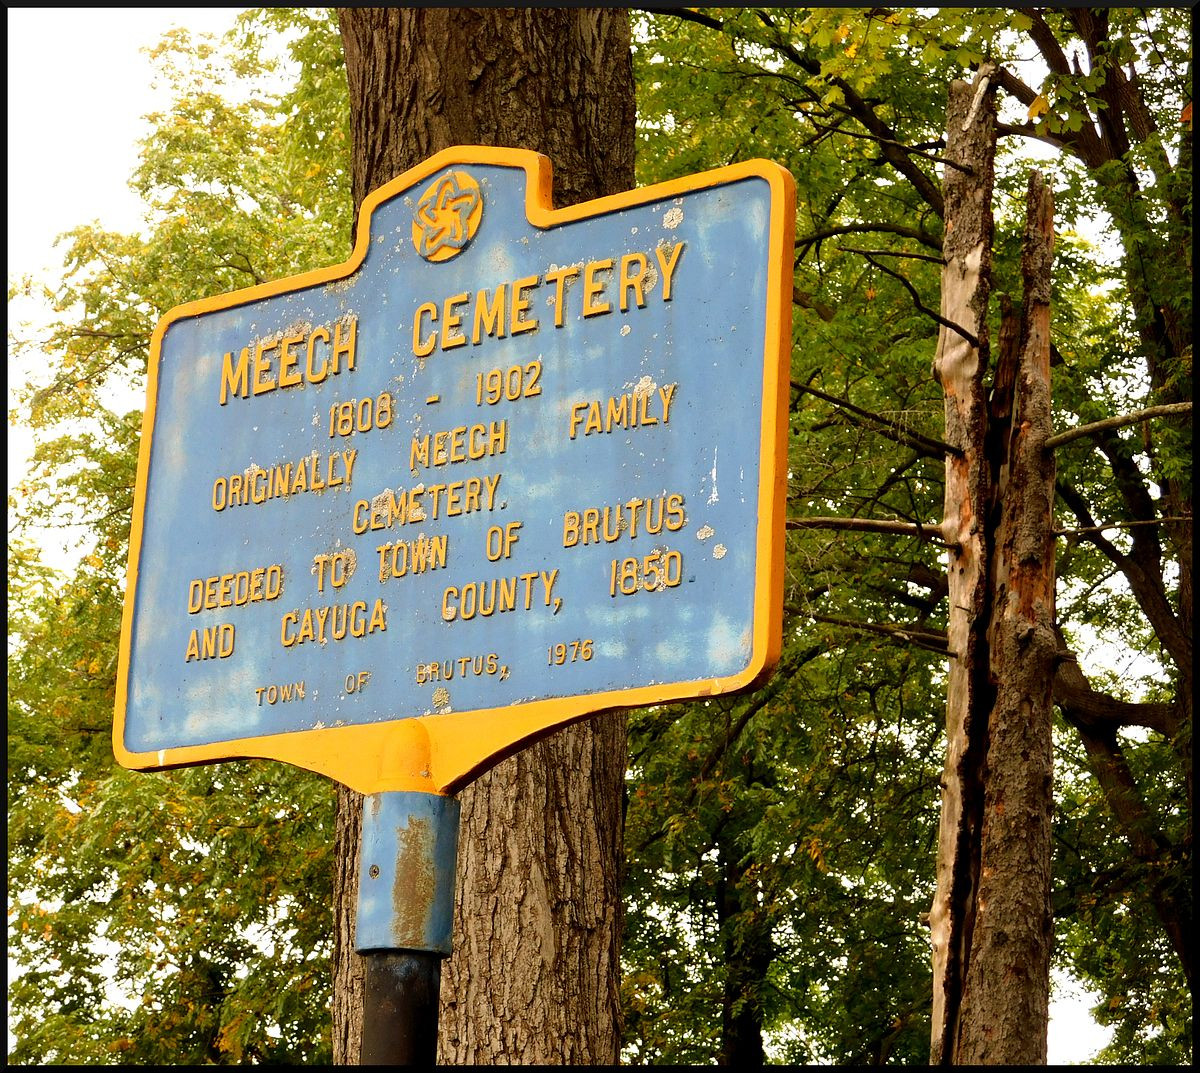 MEECH CEMETERY
1808 - 1902
ORIGINALLY MEECH FAMILY
CEMETERY.
DEEDED TO TOWN OF BRUTUS
AND CAYUGA COUNTY, 1850
TOWN OF BRUTUS, 1976